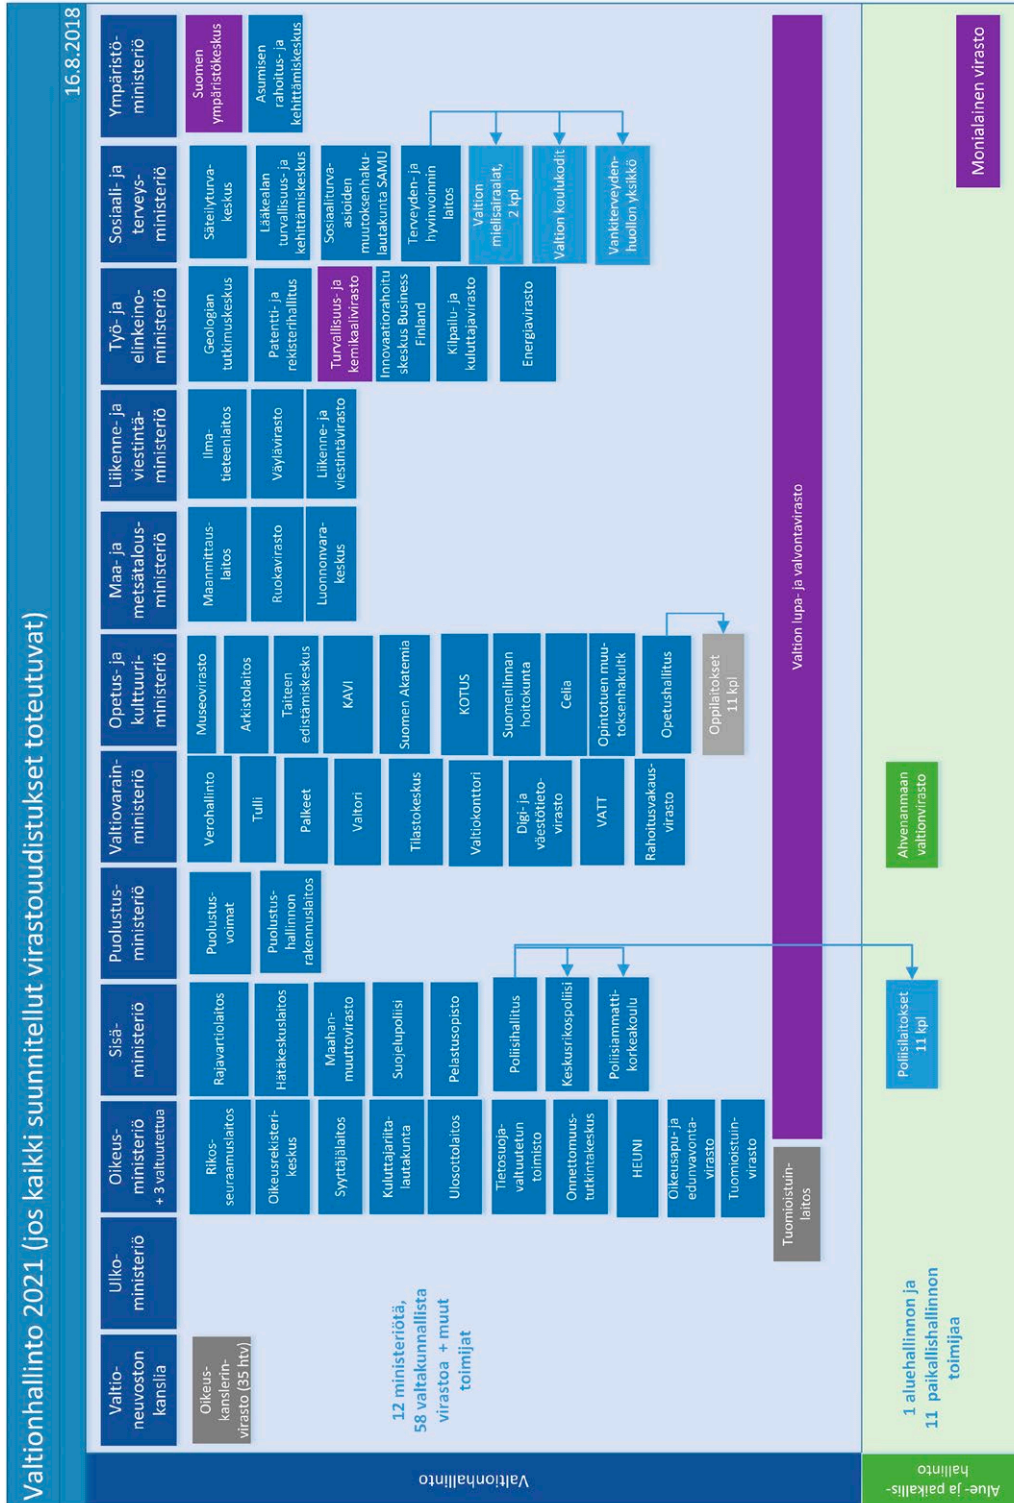 Valtionhallinto 2021 (jos kaikki suunnitellut virastouudistukset toteutuvat)
16.8.2018
Valtio-
neuvoston
kanslia
Ulko-
ministeriö
Oikeus-
ministeriö
+ 3 valtuutettua
Sisä-
ministeriö
Puolustus-
ministeriö
Valtiovarain-
ministeriö
Opetus- ja
kulttuuri-
ministeriö
Maa- ja
metsätalous-
ministeriö
Liikenne- ja
viestintä-
ministeriö
Työ- ja
elinkeino-
ministeriö
Sosiaali- ja
terveys-
ministeriö
Ympäristö-
ministeriö
Valtionhallinto
Oikeus-
kanslerin-
virasto (35 htv)
12 ministeriötä,
58 valtakunnallista
virastoa + muut
toimijat
Rikos-
seuraamuslaitos
Oikeusrekisteri-
keskus
Syyttäjälaitos
Kuluttajariita-
lautakunta
Ulosottolaitos
Tietosuoja-
valtuutetun
toimisto
Onnettomuus-
tutkintakeskus
HEUNI
Oikeusapu- ja
edunvavonta-
virasto
Tuomioistuin-
virasto
Tuomioistuin-
laitos
Rajavartiolaitos
Hätäkeskuslaitos
Maahan-
muuttovirasto
Suojelupoliisi
Pelastusopisto
Poliisihallitus
Keskusrikospoliisi
Poliisiammatti-
korkeakoulu
Puolustus-
voimat
Puolustus-
hallinnon
rakennuslaitos
Verohallinto
Tulli
Palkeet
Valtori
Tilastokeskus
Valtiokonttori
Digi- ja
väestötieto-
virasto
VATT
Rahoitusvakaus-
virasto
Museovirasto
Arkistolaitos
Taiteen
edistämiskeskus
KAVI
Suomen Akatemia
KOTUS
Suomenlinnan
hoitokunta
Celia
Opintotuen muu-
toksenhakultk
Opetushallitus
Oppilaitokset
11 kpl
Maanmittaus-
laitos
Ruokavirasto
Luonnonvara-
keskus
Ilma-
tieteenlaitos
Väylävirasto
Liikenne- ja
viestintävirasto
Geologian
tutkimuskeskus
Patentti- ja
rekisterihallitus
Turvallisuus- ja
kemikaalivirasto
Innovaatiorahoitu
skeskus Business
Finland
Kilpailu- ja
kuluttajavirasto
Energiavirasto
Säteilyturva-
keskus
Lääkealan
turvallisuus- ja
kehittämiskeskus
Sosiaaliturva-
asioiden
muutoksenhaku-
lautakunta SAMU
Terveyden- ja
hyvinvoinnin
laitos
Valtion
mielisairaalat,
2 kpl
Valtion koulukodit
Vankiterveyden-
huollon yksikkö
Suomen
ympäristökeskus
Asumisen
rahoitus- ja
kehittämiskeskus
Valtion lupa- ja valvontavirasto
Alue- ja paikallis-
hallinto
1 aluehallinnon ja
11 paikallishallinnon
toimijaa
Poliisilaitokset
11 kpl
Ahvenanmaan
valtionvirasto
Monialainen virasto